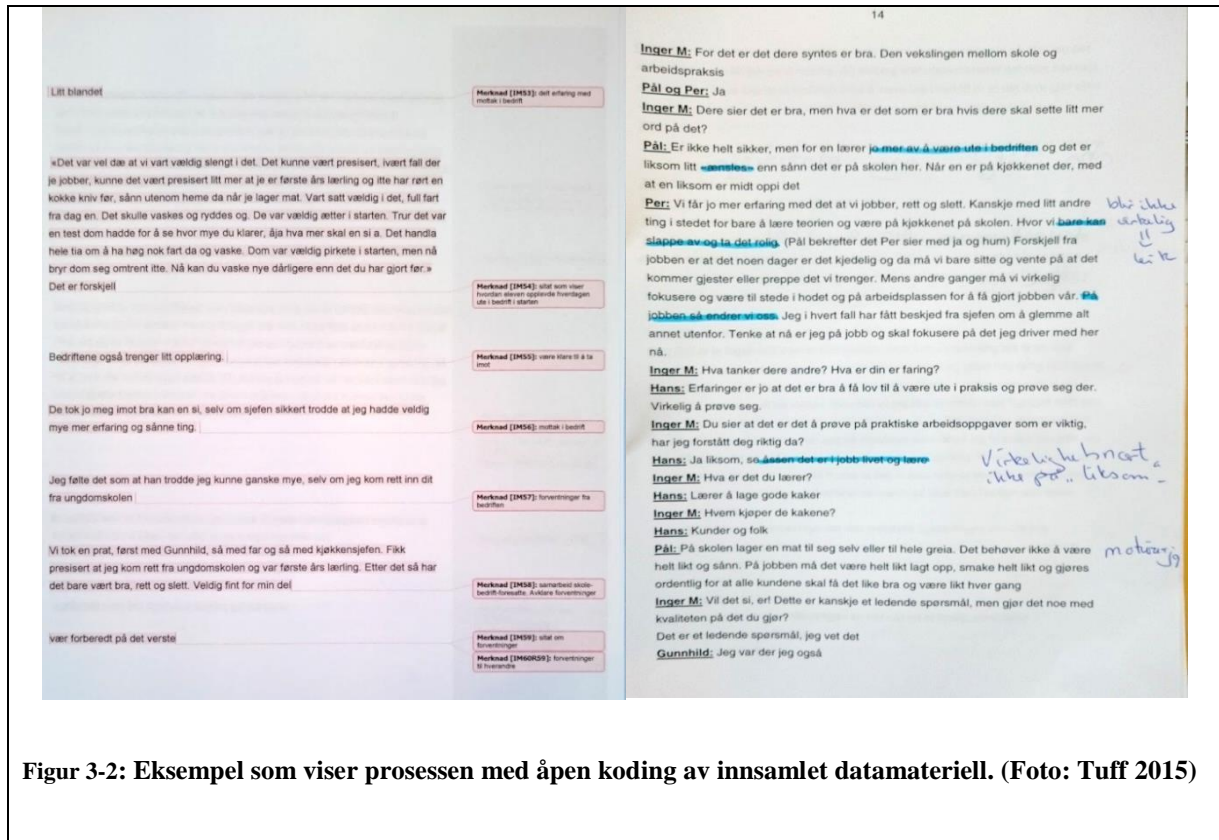 Litt blandet
Merknad [IM53]: delt erfaring med
mottak i bedrift
«Det var vel dæ at vi vart vældig slengt i det. Det kunne vært presisert, ivært fall der
je jobber, kunne det vært presisert litt mer at je er første års lærling og itte har rørt en
kokke kniv før, sånn utenom heme da når je lager mat. Vart satt vældig i det, full fart
fra dag en. Det skulle vaskes og ryddes og. De var vældig ætter i starten. Trur det var
en test dom hadde for å se hvor mye du klarer, åja hva mer skal en si a. Det handla
hele tia om å ha høg nok fart da og vaske. Dom var vældig pirkete i starten, men nå
bryr dom seg omtrent itte. Nå kan du vaske nye dårligere enn det du har gjort før.»
Det er forskjell
Merknad [IM54]: sitat som viser
hvordan eleven opplevde hverdagen
ute i bedrift i starten
Bedriftene også trenger litt opplæring.
Merknad [IM55]: være klare til å ta
imot
De tok jo meg imot bra kan en si, selv om sjefen sikkert trodde at jeg hadde veldig
mye mer erfaring og sånne ting.
Merknad [IM56]: mottak i bedrift
Jeg følte det som at han trodde jeg kunne ganske mye, selv om jeg kom rett inn dit
fra ungdomskolen
Merknad [IM57]: forventninger fra
bedriften
Vi tok en prat, først med Gunnhild, så med far og så med kjøkkensjefen. Fikk
presisert at jeg kom rett fra ungdomskolen og var første års lærling. Etter det så har
det bare vært bra, rett og slett. Veldig fint for min del
Merknad [IM58]: samarbeid skole-
bedrift-foresatte. Avklare forventninger
vær forberedt på det verste
Merknad [IM59]: sitat om
forventninger
Merknad [IM60R59]: forventninger
til hverandre
14
Inger M: For det er det dere syntes er bra. Den vekslingen mellom skole og
arbeidspraksis
Pål og Per: Ja
Inger M: Dere sier det er bra, men hva er det som er bra hvis dere skal sette litt mer
ord på det?
Pål: Er ikke helt sikker, men for en lærer jo mer av å være ute i bedriften og det er
liksom litt «ænstes» enn sånn det er på skolen her. Når en er på kjøkkenet der, med
at en liksom er midt oppi det
Per: Vi får jo mer erfaring med det at vi jobber, rett og slett. Kanskje med litt andre
ting i stedet for bare å lære teorien og være på kjøkkenet på skolen. Hvor vi bare kan
slappe av og ta det rolig. (Pål bekrefter det Per sier med ja og hum) Forskjell fra
jobben er at det noen dager er det kjedelig og da må vi bare sitte og vente på at det
kommer gjester eller preppe det vi trenger. Mens andre ganger må vi virkelig
fokusere og være til stede i hodet og på arbeidsplassen for å få gjort jobben vår. På
jobben så endrer vi oss. Jeg i hvert fall har fått beskjed fra sjefen om å glemme alt
annet utenfor. Tenke at nå er jeg på jobb og skal fokusere på det jeg driver med her
nå.
blir ikke
virkelig
Inger M: Hva tanker dere andre? Hva er din er faring?
Hans: Erfaringer er jo at det er bra å få lov til å være ute i praksis og prøve seg der.
Virkelig å prøve seg.
Inger M: Du sier at det er det å prøve på praktiske arbeidsoppgaver som er viktig,
har jeg forstått deg riktig da?
Hans: Ja liksom, se åssen det er i jobb livet og lære
Virkelighetsnært
ikke på „liksom"
Inger M: Hva er det du lærer?
Hans: Lærer å lage gode kaker
Inger M: Hvem kjøper de kakene?
Hans: Kunder og folk
Pål: På skolen lager en mat til seg selv eller til hele greia. Det behøver ikke å være
helt likt og sånn. På jobben må det være helt likt lagt opp, smake helt likt og gjøres
ordentlig for at alle kundene skal få det like bra og være likt hver gang
Inger M: Vil det si, er! Dette er kanskje et ledende spørsmål, men gjør det noe med
kvaliteten på det du gjør?
Det er et ledende spørsmål, jeg vet det
Gunnhild: Jeg var der jeg også
Figur 3-2: Eksempel som viser prosessen med åpen koding av innsamlet datamateriell. (Foto: Tuff 2015)